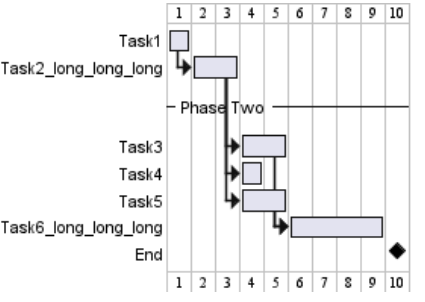 1 2 3 4 5 6 7 8 9 10
Task1
Task2_long_long_long
Phase Two
Task3
Task4
Task5
Task6_long_long_long
End
1 2 3 4 5 6 7 8 9 10